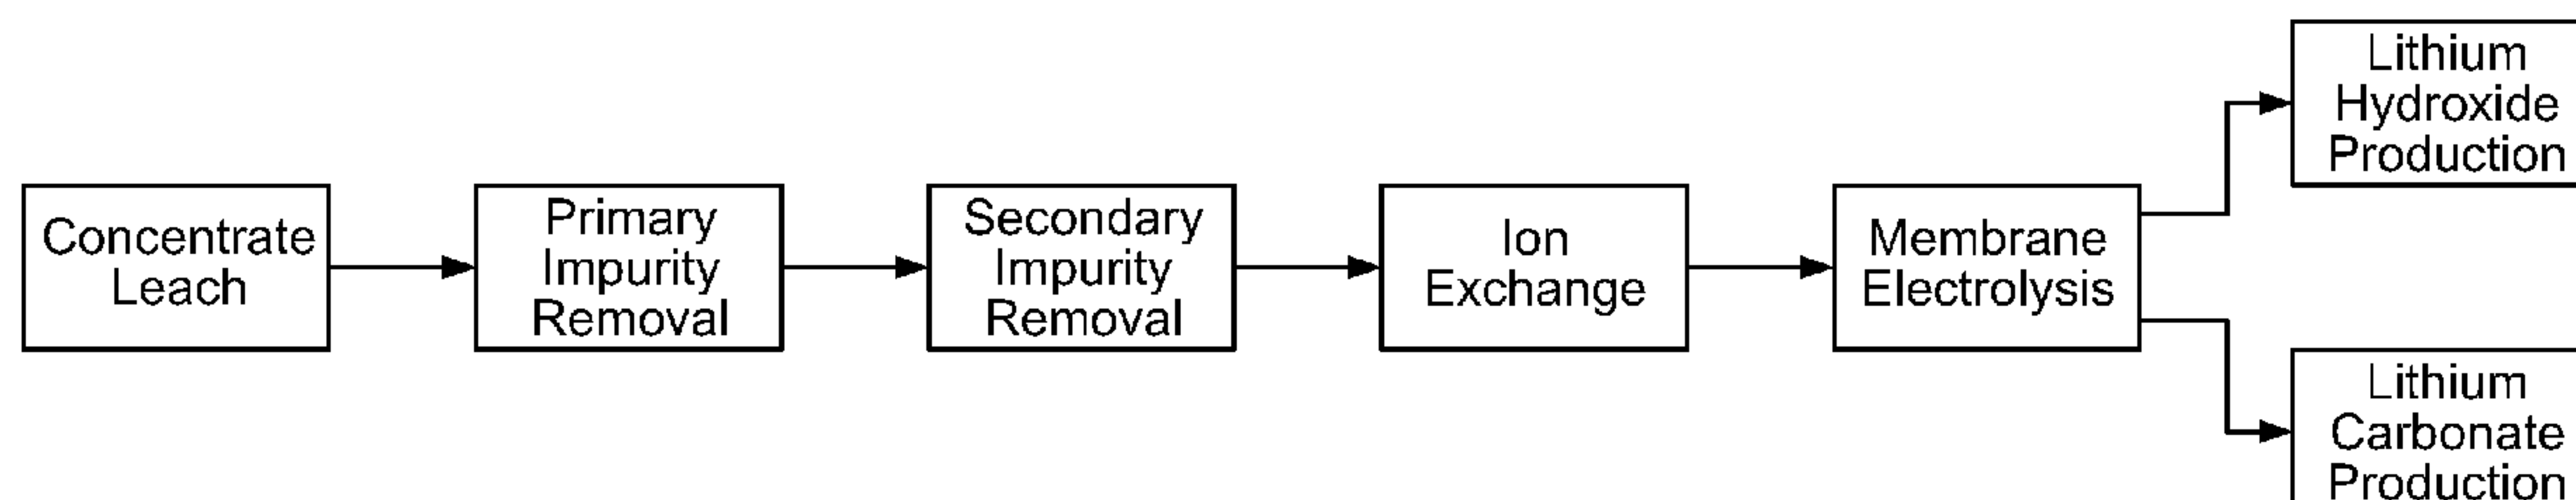 Concentrate
Leach
Primary
Impurity
Removal
Secondary
Impurity
Removal
Ion
Exchange
Membrane
Electrolysis
Lithium
Hydroxide
Production
Lithium
Carbonate
Production